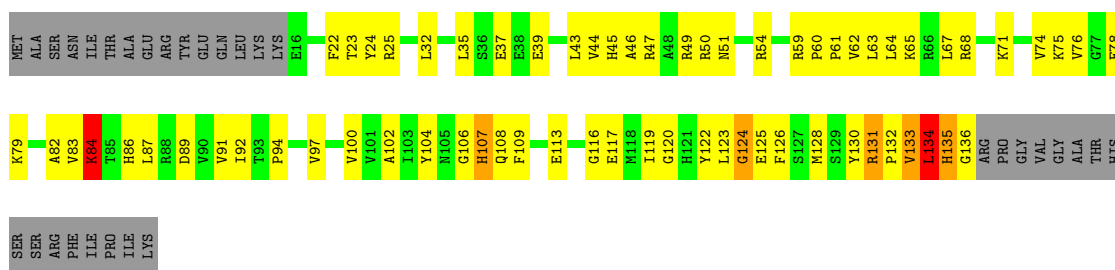 MET ALA SER ASN ILE THR ALA GLU ARG TYR GLU GLN LEU LYS LYS E16 F22 T23 Y24 R25 L32 L35 S36 E37 E38 E39 L43 V44 H45 A46 R47 A48 R49 R50 N51 R54 R59 P60 P61 V62 L63 L64 K65 R66 L67 R68 K71 V74 K75 V76 G77
K79 A82 V83 K84 T85 H86 L87 R88 D89 V90 V91 I92 T93 P94 V97 V100 V101 A102 I103 Y104 N105 G106 H107 Q108 F109 E113 G116 E117 M118 I119 G120 H121 Y122 L123 G124 E125 F126 S127 M128 S129 Y130 R131 P132 V133 L134 H135 G136 ARG PRO GLY VAL GLY ALA THR HIS
SER SER ARG PHE ILE PRO ILE LYS